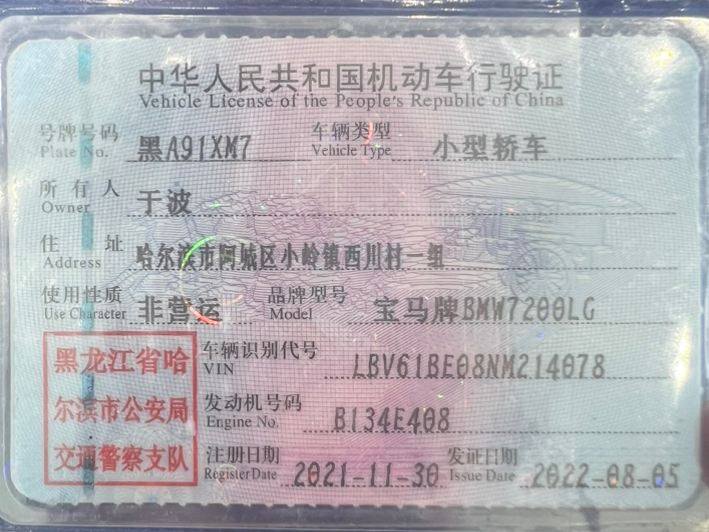 中华人民共和国机动车行驶证
Vehicle License of the People's Republic of China
号牌号码 黑A91XM7 车辆类型 小型轿车
Plate No. Vehicle Type
所有人 于波
Owner
住址 哈尔滨市阿城区小岭镇西川村一组
Address
使用性质 非营运 品牌型号 宝马牌BMW7200LG
Use Character Model
黑龙江省哈
尔滨市公安局
交通警察支队
车辆识别代号 LBV61BE08NM214078
VIN
发动机号码 B134E408
Engine No.
注册日期 2021-11-30 发证日期 2022-08-05
Register Date Issue Date